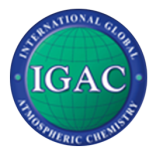 INTERNATIONAL GLOBAL
IGAC
ATMOSPHERIC CHEMISTRY